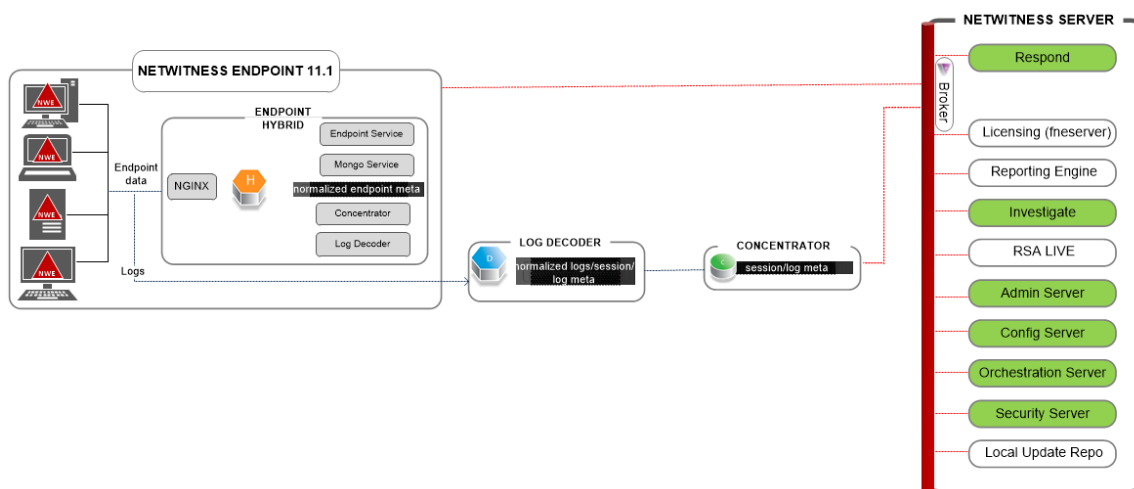 NETWITNESS SERVER
NETWITNESS ENDPOINT 11.1
NWE
NWE
NWE
NWE
Endpoint
data
Logs
ENDPOINT
HYBRID
NGINX
H
Endpoint Service
Mongo Service
normalized endpoint meta
Concentrator
Log Decoder
LOG DECODER
D
normalized logs/session/
log meta
CONCENTRATOR
C
session/log meta
Broker
Respond
Licensing (fneserver)
Reporting Engine
Investigate
RSA LIVE
Admin Server
Config Server
Orchestration Server
Security Server
Local Update Repo